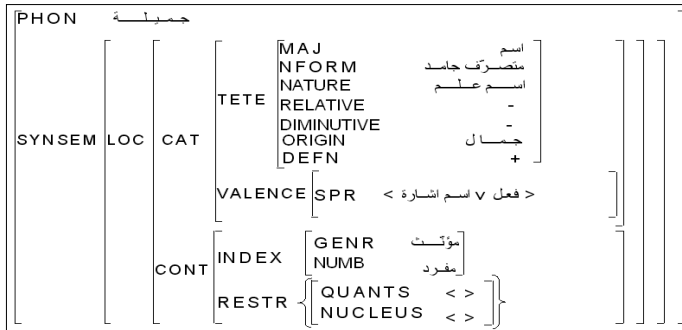 PHON جميلة
MAJ اسم
NFORM متصرّف جامد
NATURE اسم علم
TETE
RELATIVE -
DIMINUTIVE -
SYNSEM LOC CAT
ORIGIN جمال
DEFN +
VALENCE SPR < فعل v اسم اشارة >
GENR مؤنّث
INDEX
NUMB مفرد
CONT
QUANTS < >
RESTR
NUCLEUS < >